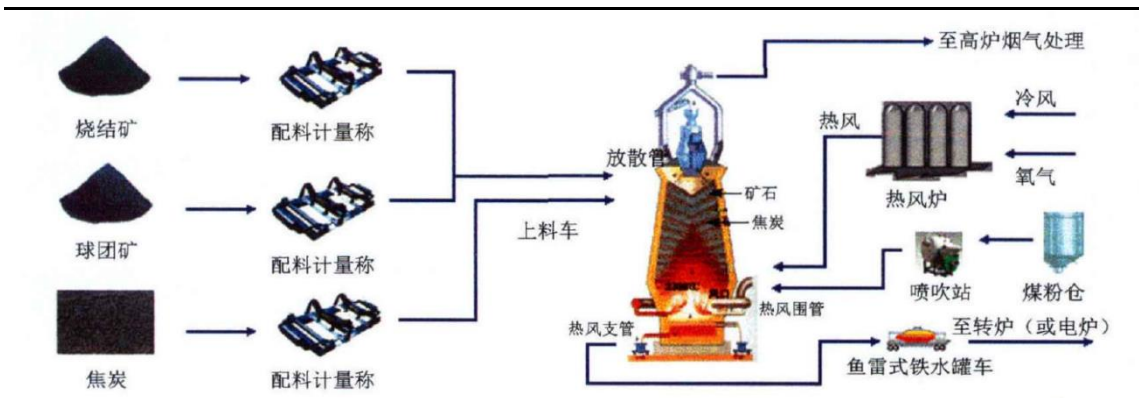 至高炉烟气处理
冷风
热风
烧结矿
配料计量称
放散管
矿石
氧气
热风炉
焦炭
上料车
球团矿
配料计量称
喷吹站
煤粉仓
风口
热风围管
热风支管
至转炉（或电炉）
鱼雷式铁水罐车
焦炭
配料计量称